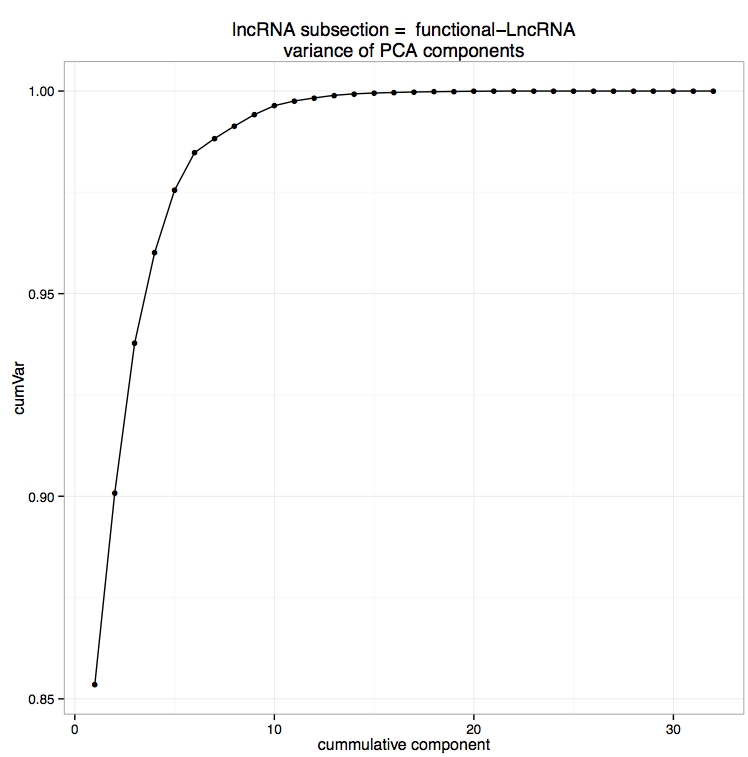 lncRNA subsection =  functional−LncRNA
variance of PCA components
1.00
0.95
0.90
0.85
cumVar
0 10 20 30
cummulative component